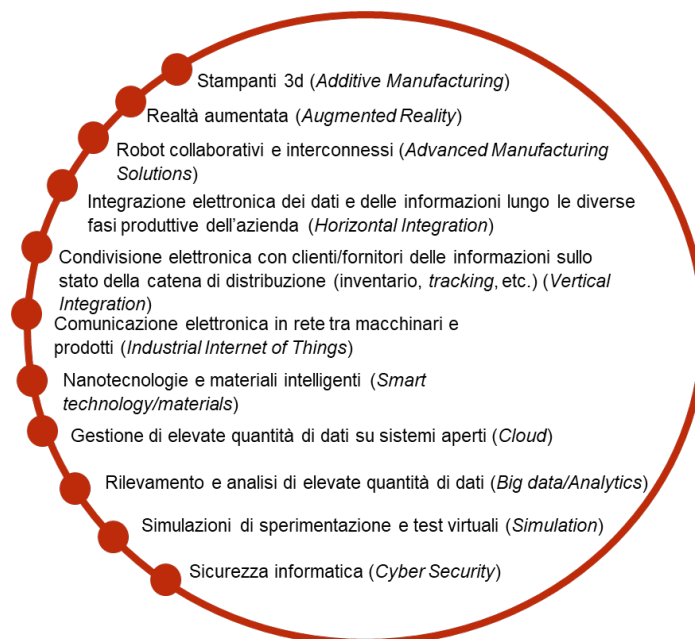 Stampanti 3d (Additive Manufacturing)
Realtà aumentata (Augmented Reality)
Robot collaborativi e interconnessi (Advanced Manufacturing
Solutions)
Integrazione elettronica dei dati e delle informazioni lungo le diverse
fasi produttive dell’azienda (Horizontal Integration)
Condivisione elettronica con clienti/fornitori delle informazioni sullo
stato della catena di distribuzione (inventario, tracking, etc.) (Vertical
Integration)
Comunicazione elettronica in rete tra macchinari e
prodotti (Industrial Internet of Things)
Nanotecnologie e materiali intelligenti (Smart
technology/materials)
Gestione di elevate quantità di dati su sistemi aperti (Cloud)
Rilevamento e analisi di elevate quantità di dati (Big data/Analytics)
Simulazioni di sperimentazione e test virtuali (Simulation)
Sicurezza informatica (Cyber Security)